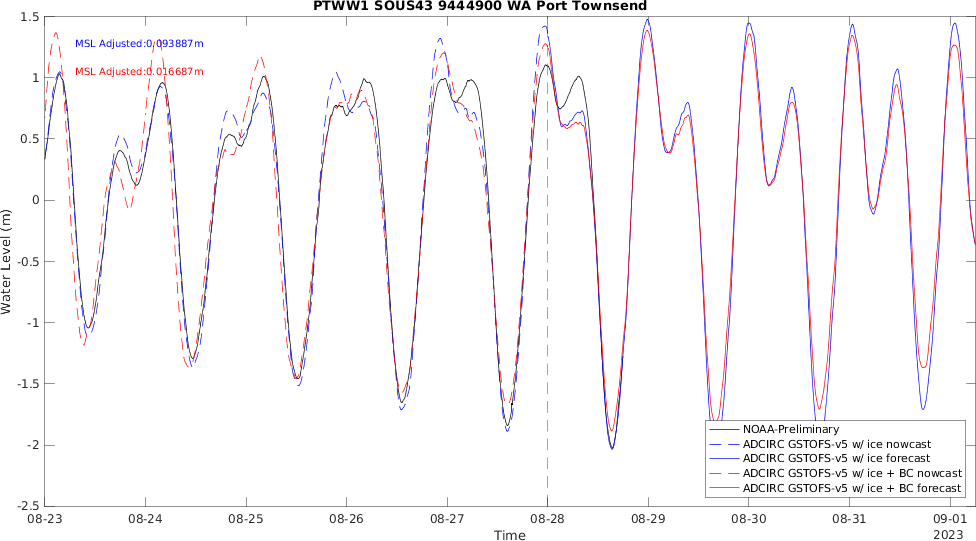 PTWW1 SOUS43 9444900 WA Port Townsend
MSL Adjusted:0.093887m
MSL Adjusted:0.016687m
1.5
1
0.5
0
-0.5
-1
-1.5
-2
-2.5
Water Level (m)
NOAA-Preliminary
ADCIRC GSTOFS-v5 w/ ice nowcast
ADCIRC GSTOFS-v5 w/ ice forecast
ADCIRC GSTOFS-v5 w/ ice + BC nowcast
ADCIRC GSTOFS-v5 w/ ice + BC forecast
08-23 08-24 08-25 08-26 08-27 08-28 08-29 08-30 08-31 09-01
Time
2023